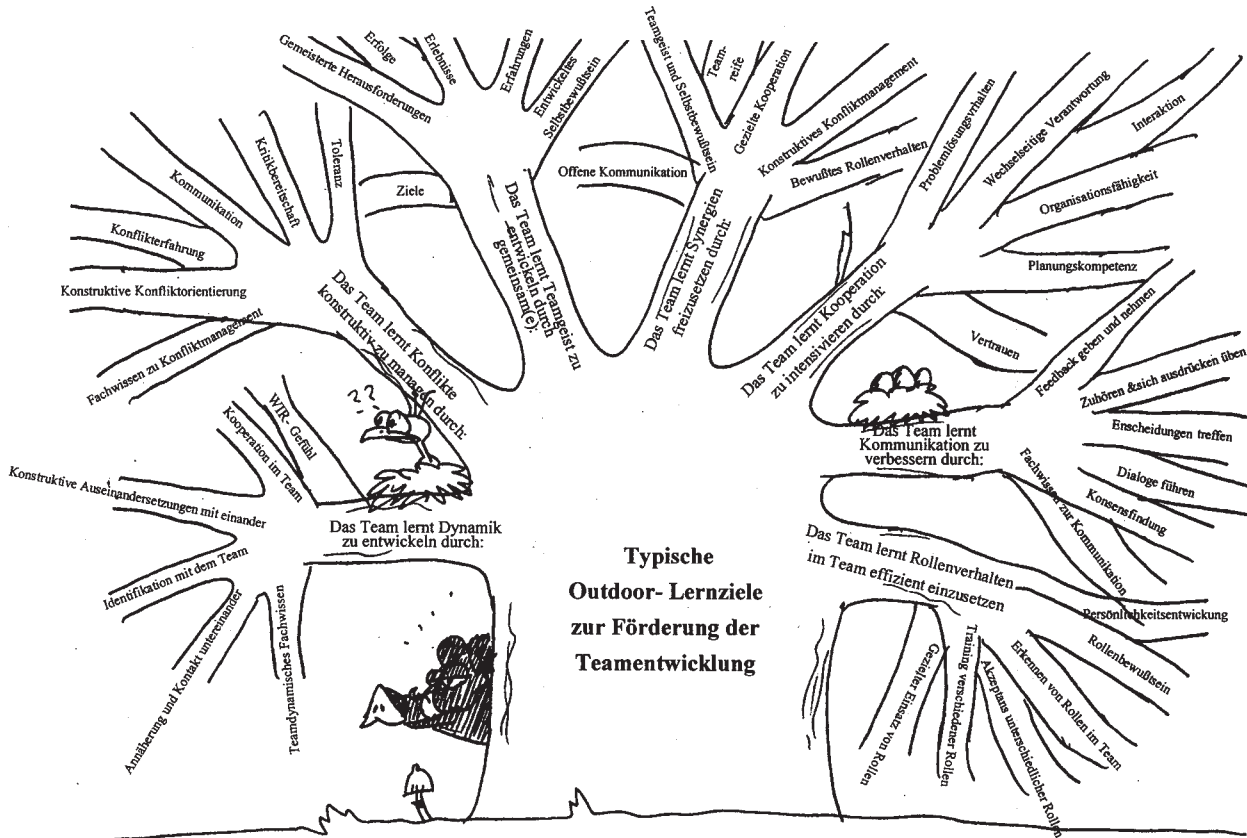 Typische
Outdoor- Lernziele
zur Förderung der
Teamentwicklung
Das Team lernt Dynamik
zu entwickeln durch:
Teamdynamisches Fachwissen
Annäherung und Kontakt untereinander
Identifikation mit dem Team
Konstruktive Auseinandersetzungen mit einander
Kooperation im Team
WIR- Gefühl
??
Das Team lernt Konflikte
konstruktiv zu managen durch:
Fachwissen zu Konfliktmanagement
Konstruktive Konfliktorientierung
Konflikterfahrung
Kommunikation
Kritikbereitschaft
Toleranz
Das Team lernt Teamgeist zu
entwickeln durch
gemeinsam(e):
Ziele
Gemeisterte Herausforderungen
Erfolge
Erlebnisse
Erfahrungen
Entwickeltes
Selbstbewußtsein
Das Team lernt Synergien
freizusetzen durch:
Offene Kommunikation
Teamgeist und Selbstbewußtsein
Team-
reife
Gezielte Kooperation
Konstruktives Konfliktmanagement
Bewußtes Rollenverhalten
Das Team lernt Kooperation
zu intensivieren durch:
Problemlösungsvrhalten
Wechselseitige Verantwortung
Interaktion
Organisationsfähigkeit
Planungskompetenz
Vertrauen
Das Team lernt
Kommunikation zu
verbessern durch:
Feedback geben und nehmen
Zuhören &sich ausdrücken üben
Enscheidungen treffen
Dialoge führen
Konsensfindung
Fachwissen zur Kommunikation
Das Team lernt Rollenverhalten
im Team effizient einzusetzen
Persönlichkeitsentwickung
Rollenbewußtsein
Erkennen von Rollen im Team
Akzeptans unterschiedlicher Rollen
Training verschiedener Rollen
Gezielter Einsatz von Rollen